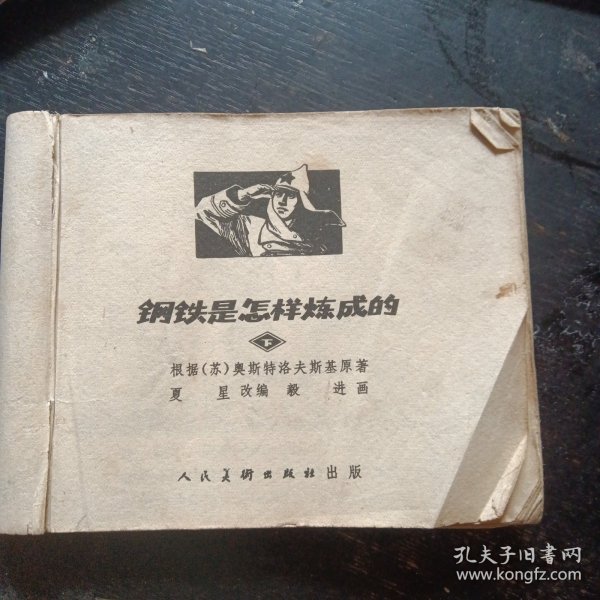 钢铁是怎样炼成的
下
根据(苏)奥斯特洛夫斯基原著
夏 星 改编 毅 进 画
人民美術出版社 出版
孔夫子旧書网
www.kongfz.com